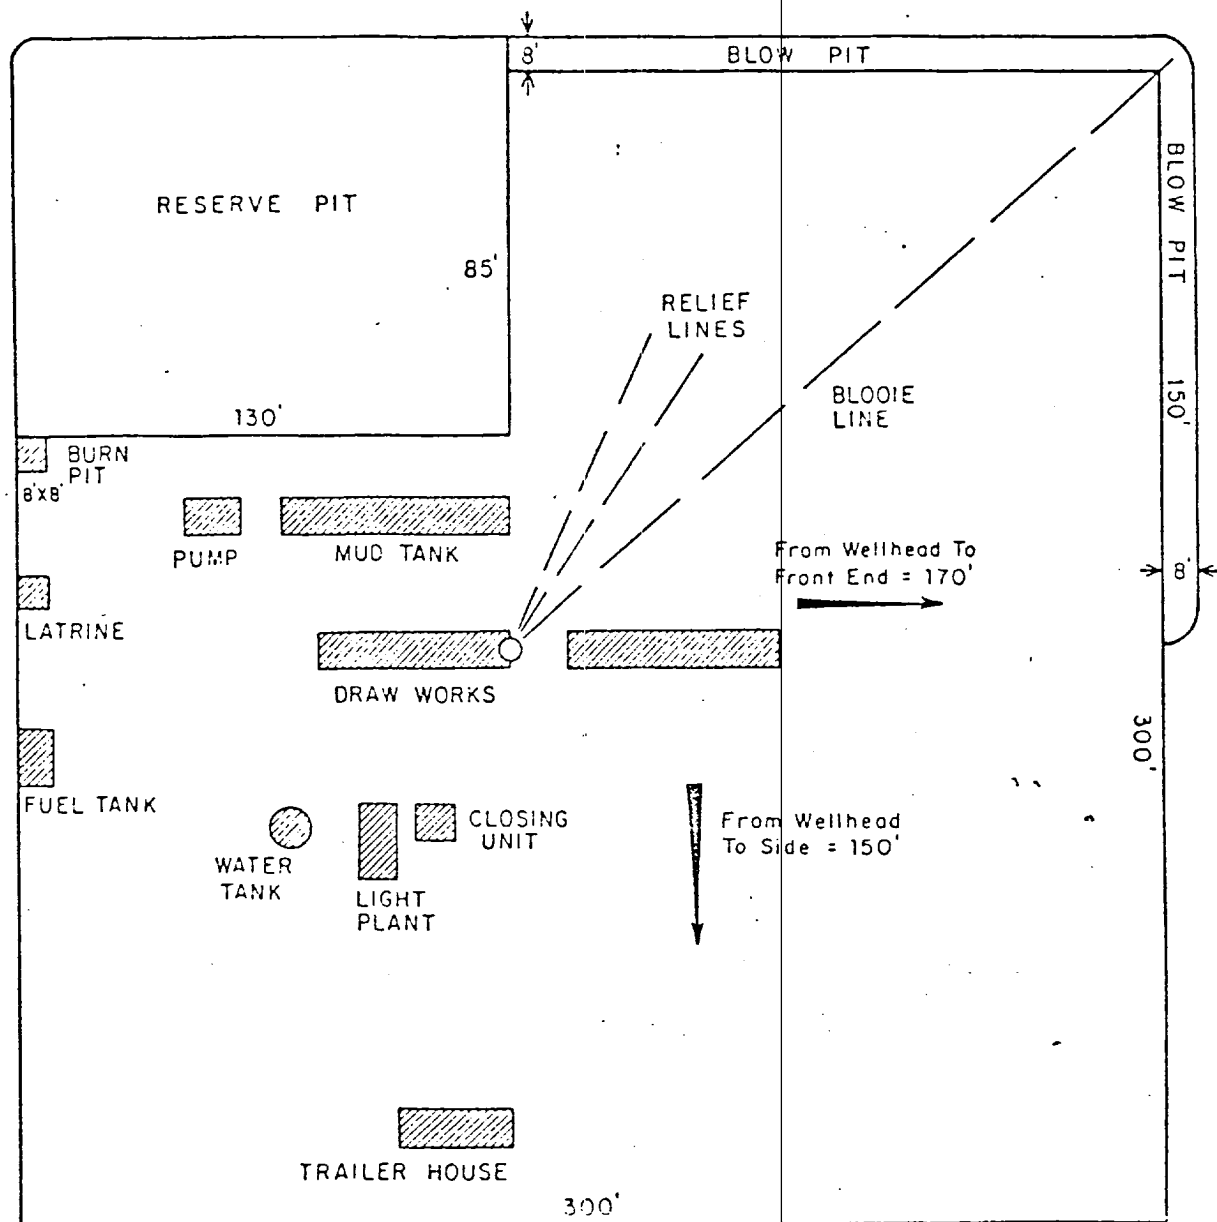 8'
BLOW PIT
BLOW PIT 150'
RESERVE PIT
85'
RELIEF
LINES
130'
BLOOIE
LINE
BURN
PIT
8'X8'
PUMP
MUD TANK
From Wellhead To
Front End = 170'
8'
LATRINE
DRAW WORKS
300'
FUEL TANK
CLOSING
UNIT
From Wellhead
To Side = 150'
WATER
TANK
LIGHT
PLANT
TRAILER HOUSE
300'